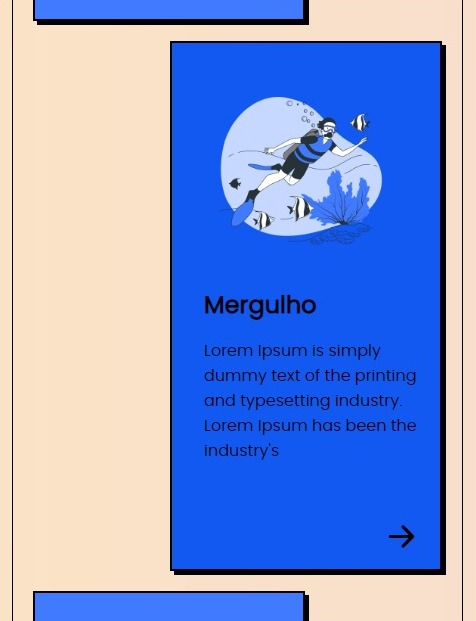 Mergulho
Lorem Ipsum is simply
dummy text of the printing
and typesetting industry.
Lorem Ipsum has been the
industry's